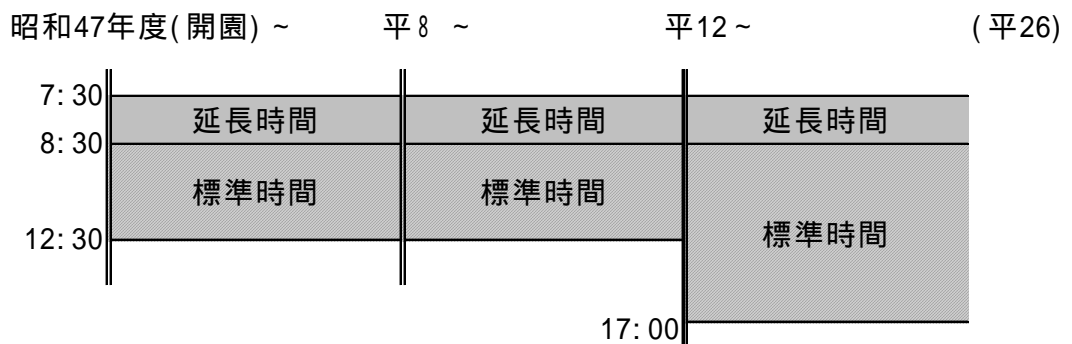 昭和47年度(開園) ~ 平8 ~ 平12~ (平26)
7:30
延長時間 延長時間 延長時間
8:30
標準時間 標準時間
標準時間
12:30
17:00